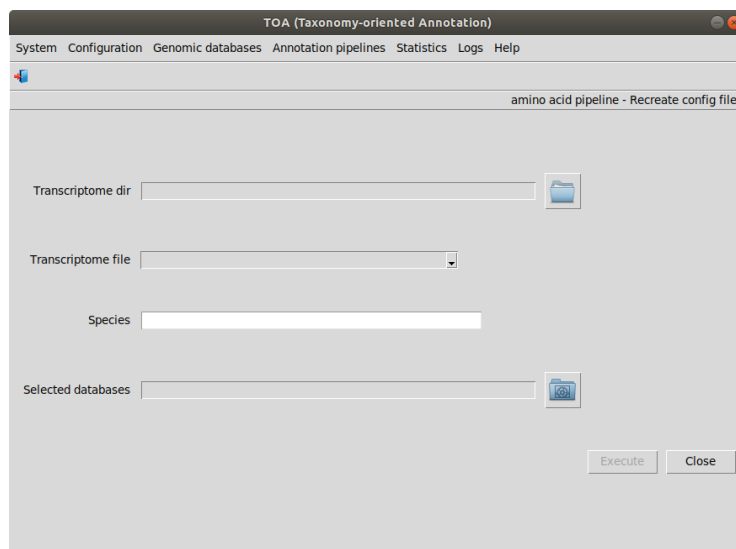 TOA (Taxonomy-oriented Annotation)
System Configuration Genomic databases Annotation pipelines Statistics Logs Help
amino acid pipeline - Recreate config file
Transcriptome dir
Transcriptome file
Species
Selected databases
Execute Close